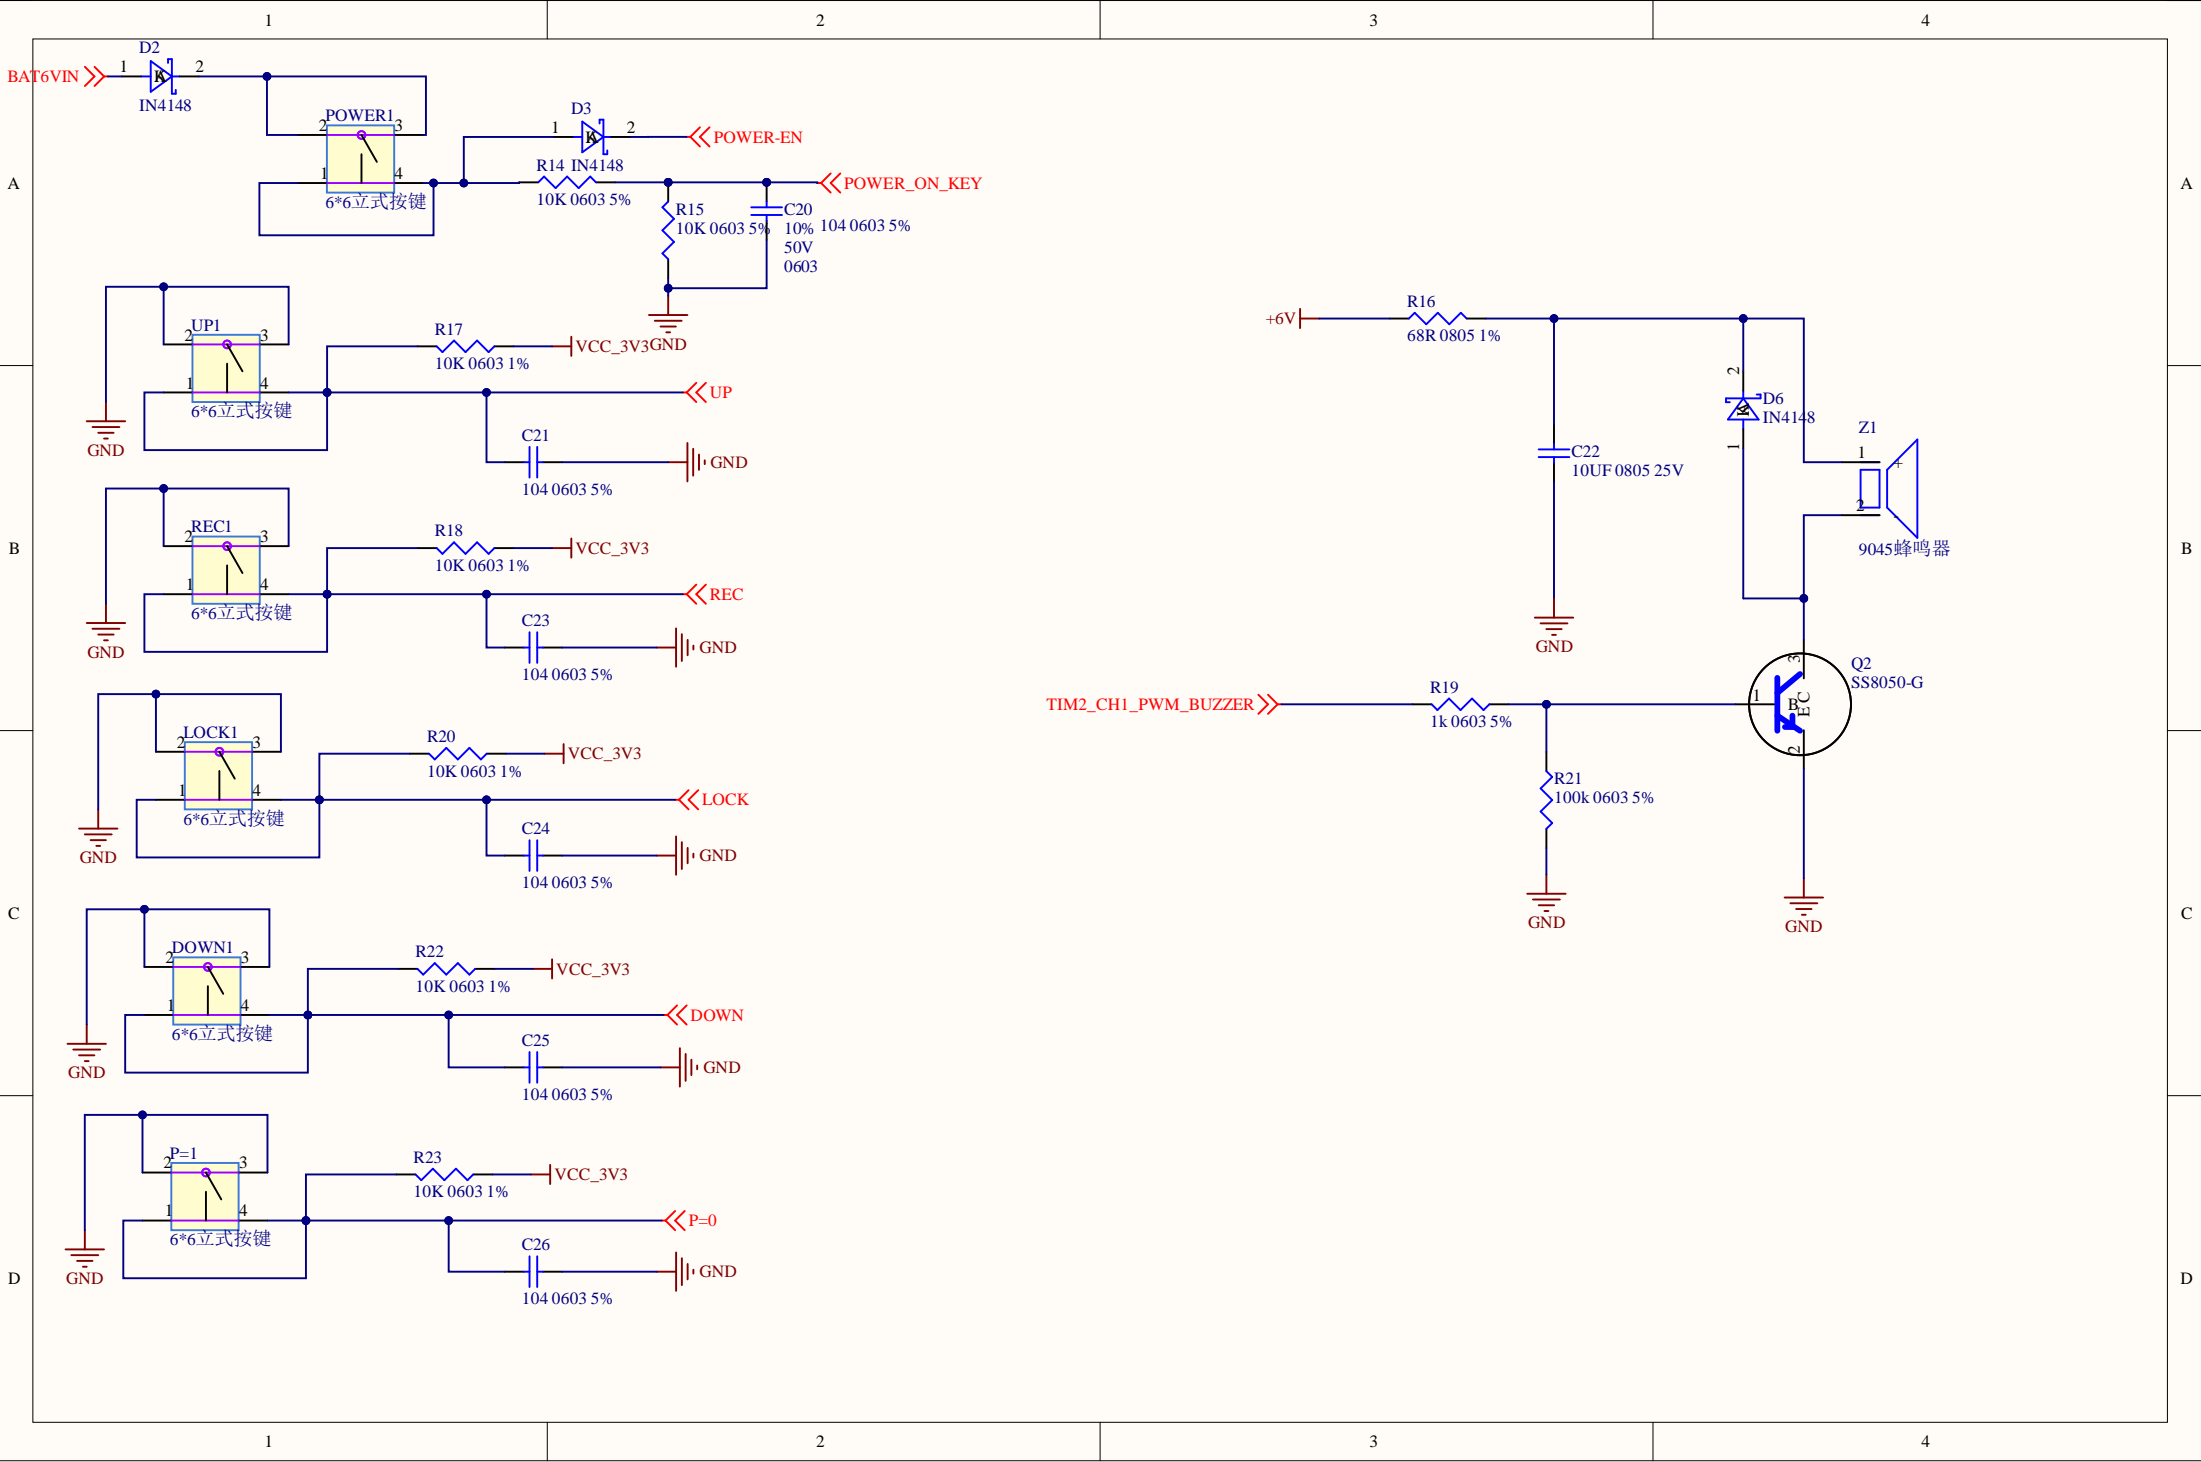 1
2
3
4
A
A
B
B
C
C
D
D
1
2
3
4
BAT6VIN
1
D2
K
A
2
IN4148
POWER1
2
3
1
4
6*6立式按键
D3
1
K
A
2
IN4148
POWER-EN
R14
10K 0603 5%
POWER_ON_KEY
R15
10K 0603 5%
C20
10%
50V
0603
104 0603 5%
GND
UP1
2
3
1
4
6*6立式按键
GND
R17
10K 0603 1%
VCC_3V3
UP
C21
104 0603 5%
GND
REC1
2
3
1
4
6*6立式按键
GND
R18
10K 0603 1%
VCC_3V3
REC
C23
104 0603 5%
GND
LOCK1
2
3
1
4
6*6立式按键
GND
R20
10K 0603 1%
VCC_3V3
LOCK
C24
104 0603 5%
GND
DOWN1
2
3
1
4
6*6立式按键
GND
R22
10K 0603 1%
VCC_3V3
DOWN
C25
104 0603 5%
GND
P=1
2
3
1
4
6*6立式按键
GND
R23
10K 0603 1%
VCC_3V3
P=0
C26
104 0603 5%
GND
+6V
R16
68R 0805 1%
C22
10UF 0805 25V
GND
2
D6
K
A
IN4148
1
Z1
1
+
2
9045蜂鸣器
TIM2_CH1_PWM_BUZZER
R19
1k 0603 5%
R21
100k 0603 5%
GND
Q2
SS8050-G
3
1
B
E C
2
GND